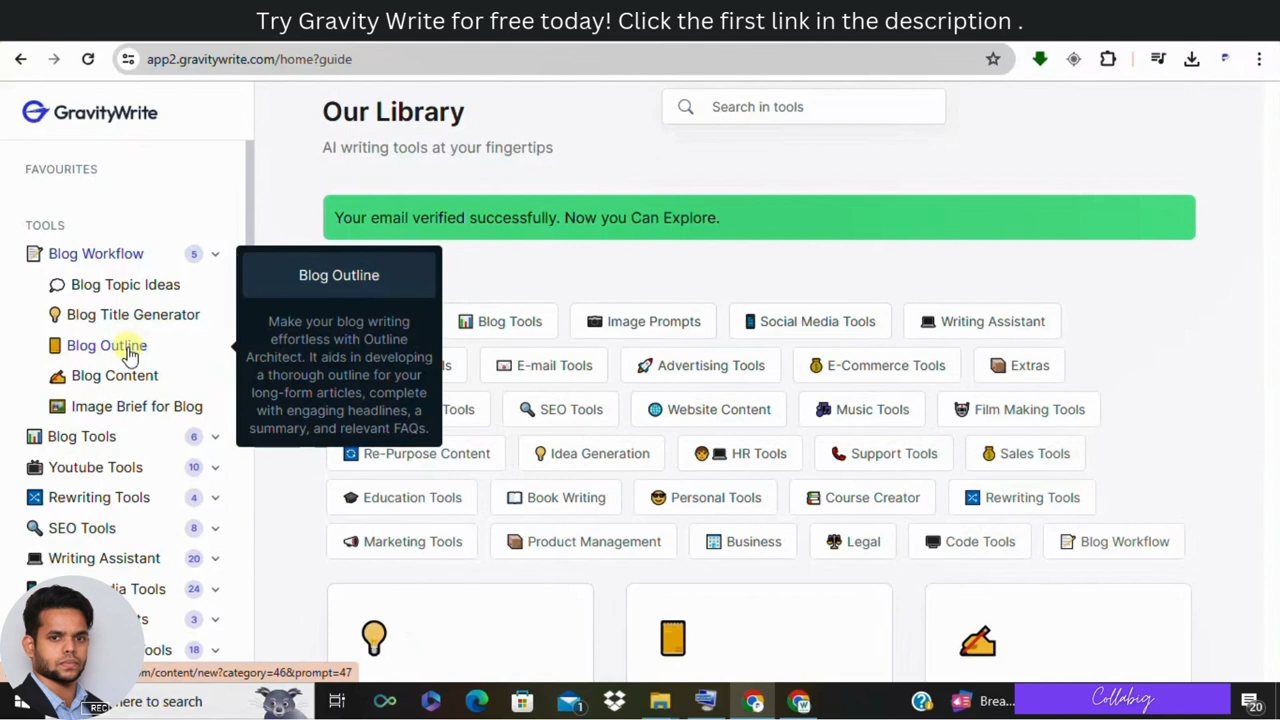 Try Gravity Write for free today! Click the first link in the description .
app2.gravitywrite.com/home?guide
GravityWrite
Our Library
Search in tools
AI writing tools at your fingertips
FAVOURITES
Your email verified successfully. Now you Can Explore.
TOOLS
Blog Workflow 5
Blog Topic Ideas
Blog Title Generator
Blog Outline
Blog Content
Image Brief for Blog
Blog Tools 6
Youtube Tools 10
Rewriting Tools 4
SEO Tools 8
Writing Assistant 20
Tools 24
3
18
Blog Outline
Make your blog writing
effortless with Outline
Architect. It aids in developing
a thorough outline for your
long-form articles, complete
with engaging headlines, a
summary, and relevant FAQs.
Blog Tools Image Prompts Social Media Tools Writing Assistant
E-mail Tools Advertising Tools E-Commerce Tools Extras
Tools SEO Tools Website Content Music Tools Film Making Tools
Re-Purpose Content Idea Generation HR Tools Support Tools Sales Tools
Education Tools Book Writing Personal Tools Course Creator Rewriting Tools
Marketing Tools Product Management Business Legal Code Tools Blog Workflow
om/content/new?category=46&prompt=47
REC
here to search
1
Brea...
Collabig
20